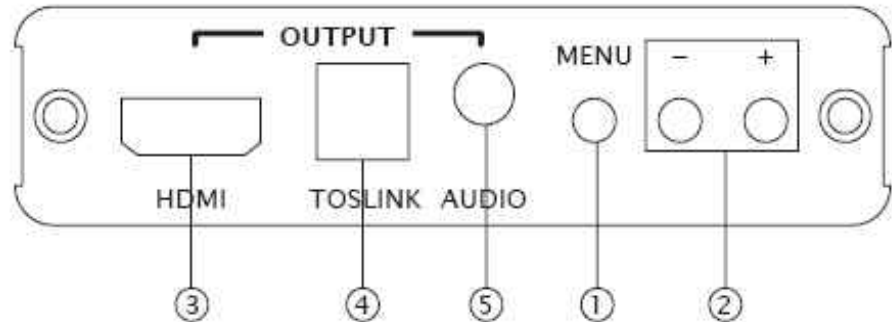 OUTPUT
MENU - +
HDMI TOSLINK AUDIO
③ ④ ⑤ ① ②